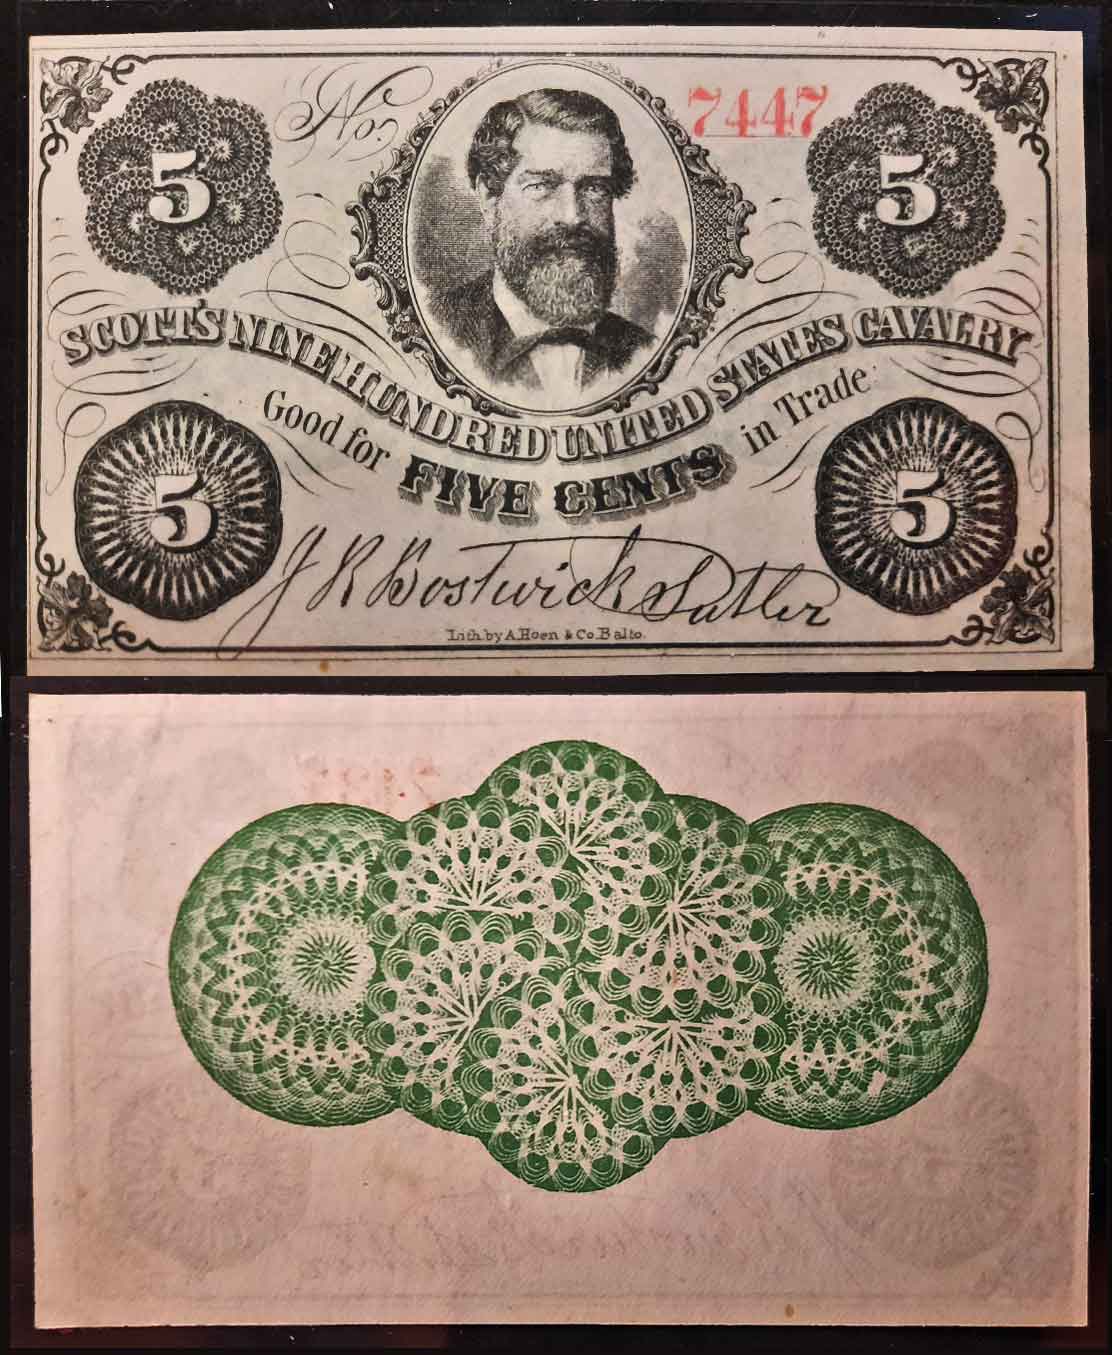 No. 7447
5 5
SCOTT'S NINE HUNDRED UNITED STATES CAVALRY
Good for FIVE CENTS in Trade
5 5
J R Bostwick Sutler
Lith. by A. Hoen & Co. Balto.